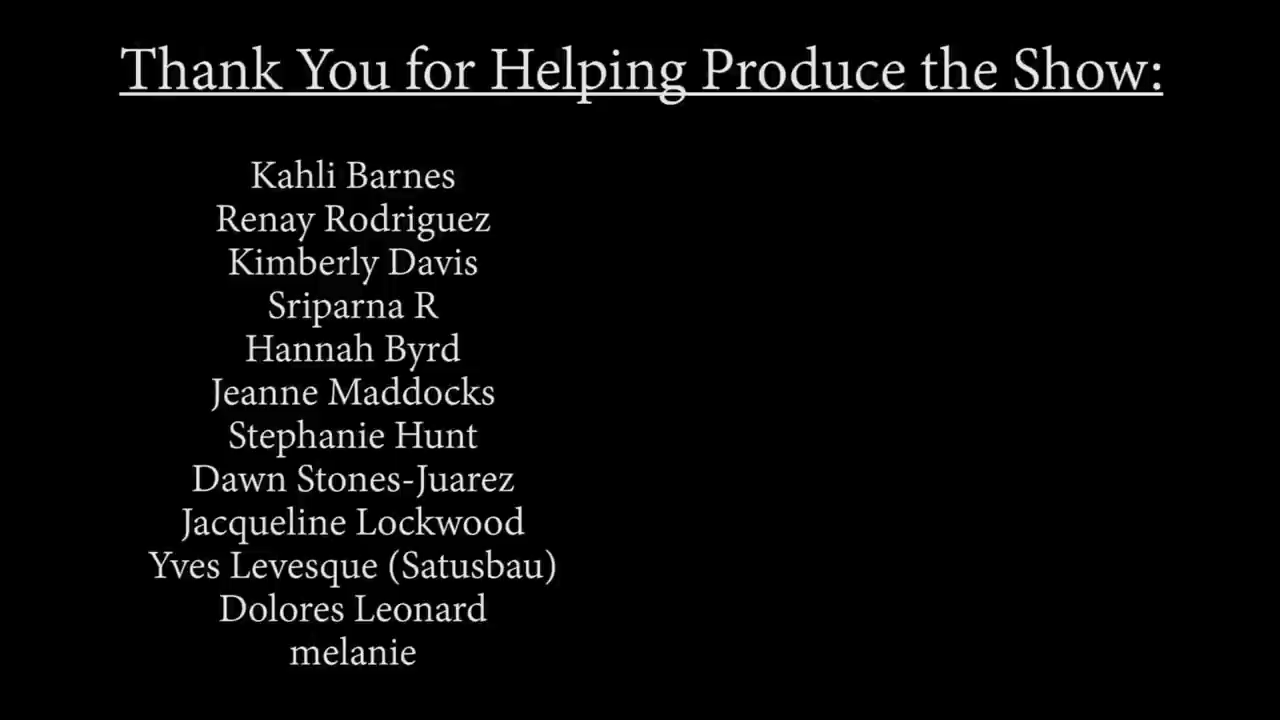 Thank You for Helping Produce the Show:
Kahli Barnes
Renay Rodriguez
Kimberly Davis
Sriparna R
Hannah Byrd
Jeanne Maddocks
Stephanie Hunt
Dawn Stones-Juarez
Jacqueline Lockwood
Yves Levesque (Satusbau)
Dolores Leonard
melanie